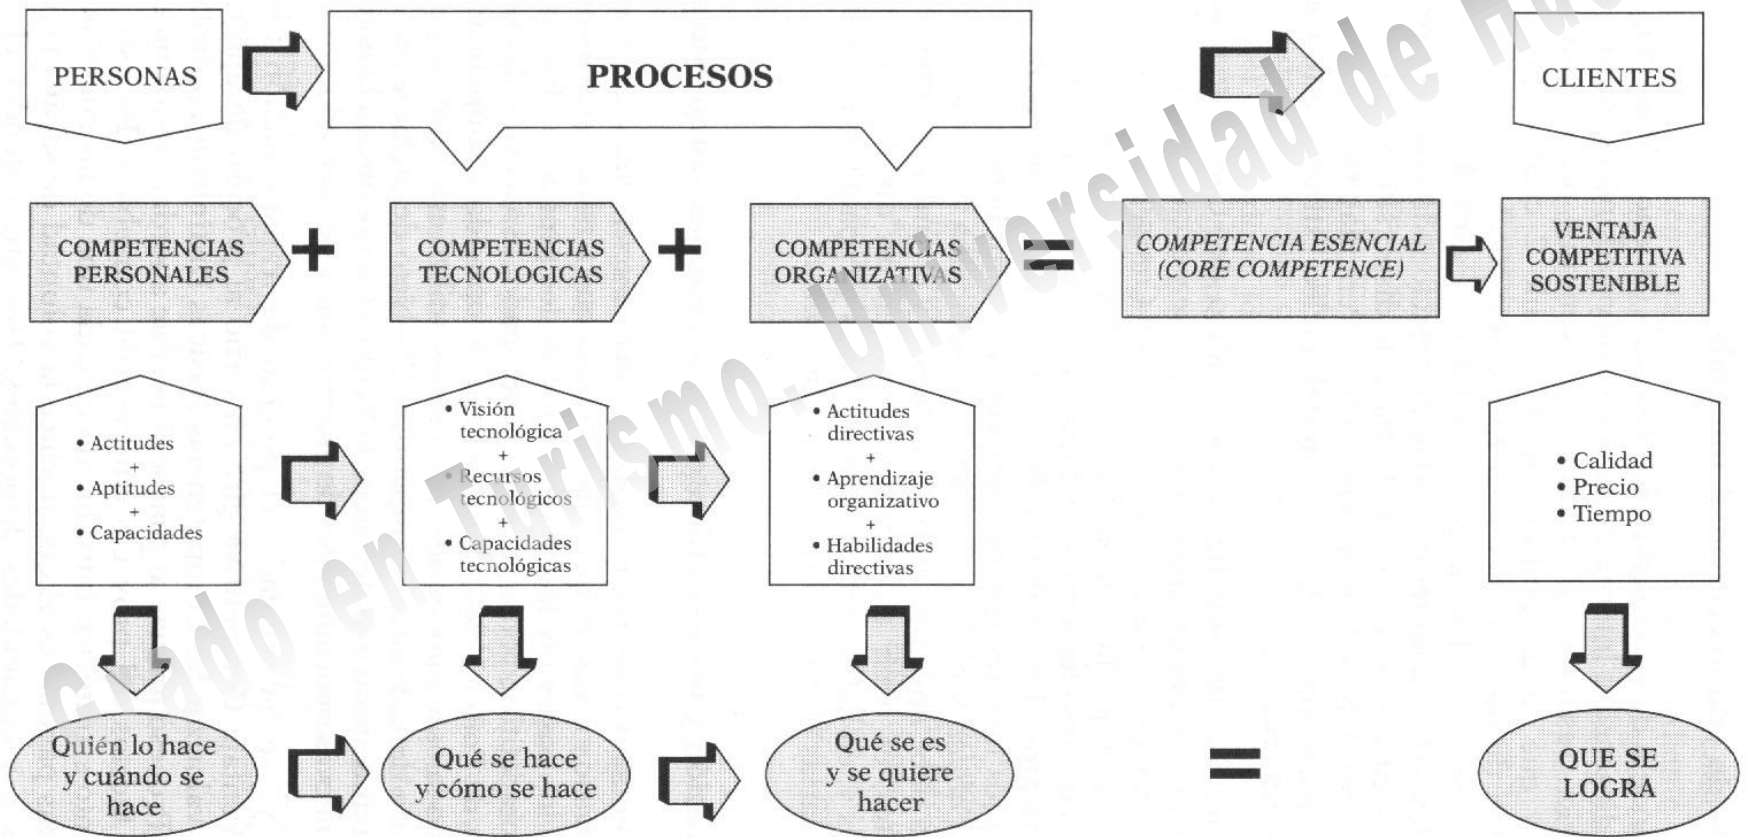 PERSONAS
PROCESOS
CLIENTES
COMPETENCIAS
PERSONALES
+
COMPETENCIAS
TECNOLOGICAS
+
COMPETENCIAS
ORGANIZATIVAS
=
COMPETENCIA ESENCIAL
(CORE COMPETENCE)
VENTAJA
COMPETITIVA
SOSTENIBLE
• Actitudes
+
• Aptitudes
+
• Capacidades
• Visión
tecnológica
+
• Recursos
tecnológicos
+
• Capacidades
tecnológicas
• Actitudes
directivas
+
• Aprendizaje
organizativo
+
• Habilidades
directivas
• Calidad
• Precio
• Tiempo
Quién lo hace
y cuándo se
hace
Qué se hace
y cómo se hace
Qué se es
y se quiere
hacer
=
QUE SE
LOGRA
Grado en Turismo. Universidad de